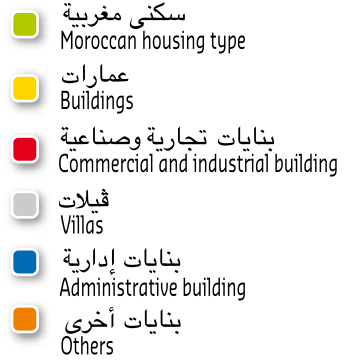 سكنى مغربية
Moroccan housing type
عمارات
Buildings
بنايات تجارية وصناعية
Commercial and industrial building
ڤيلات
Villas
بنايات إدارية
Administrative building
بنايات أخرى
Others